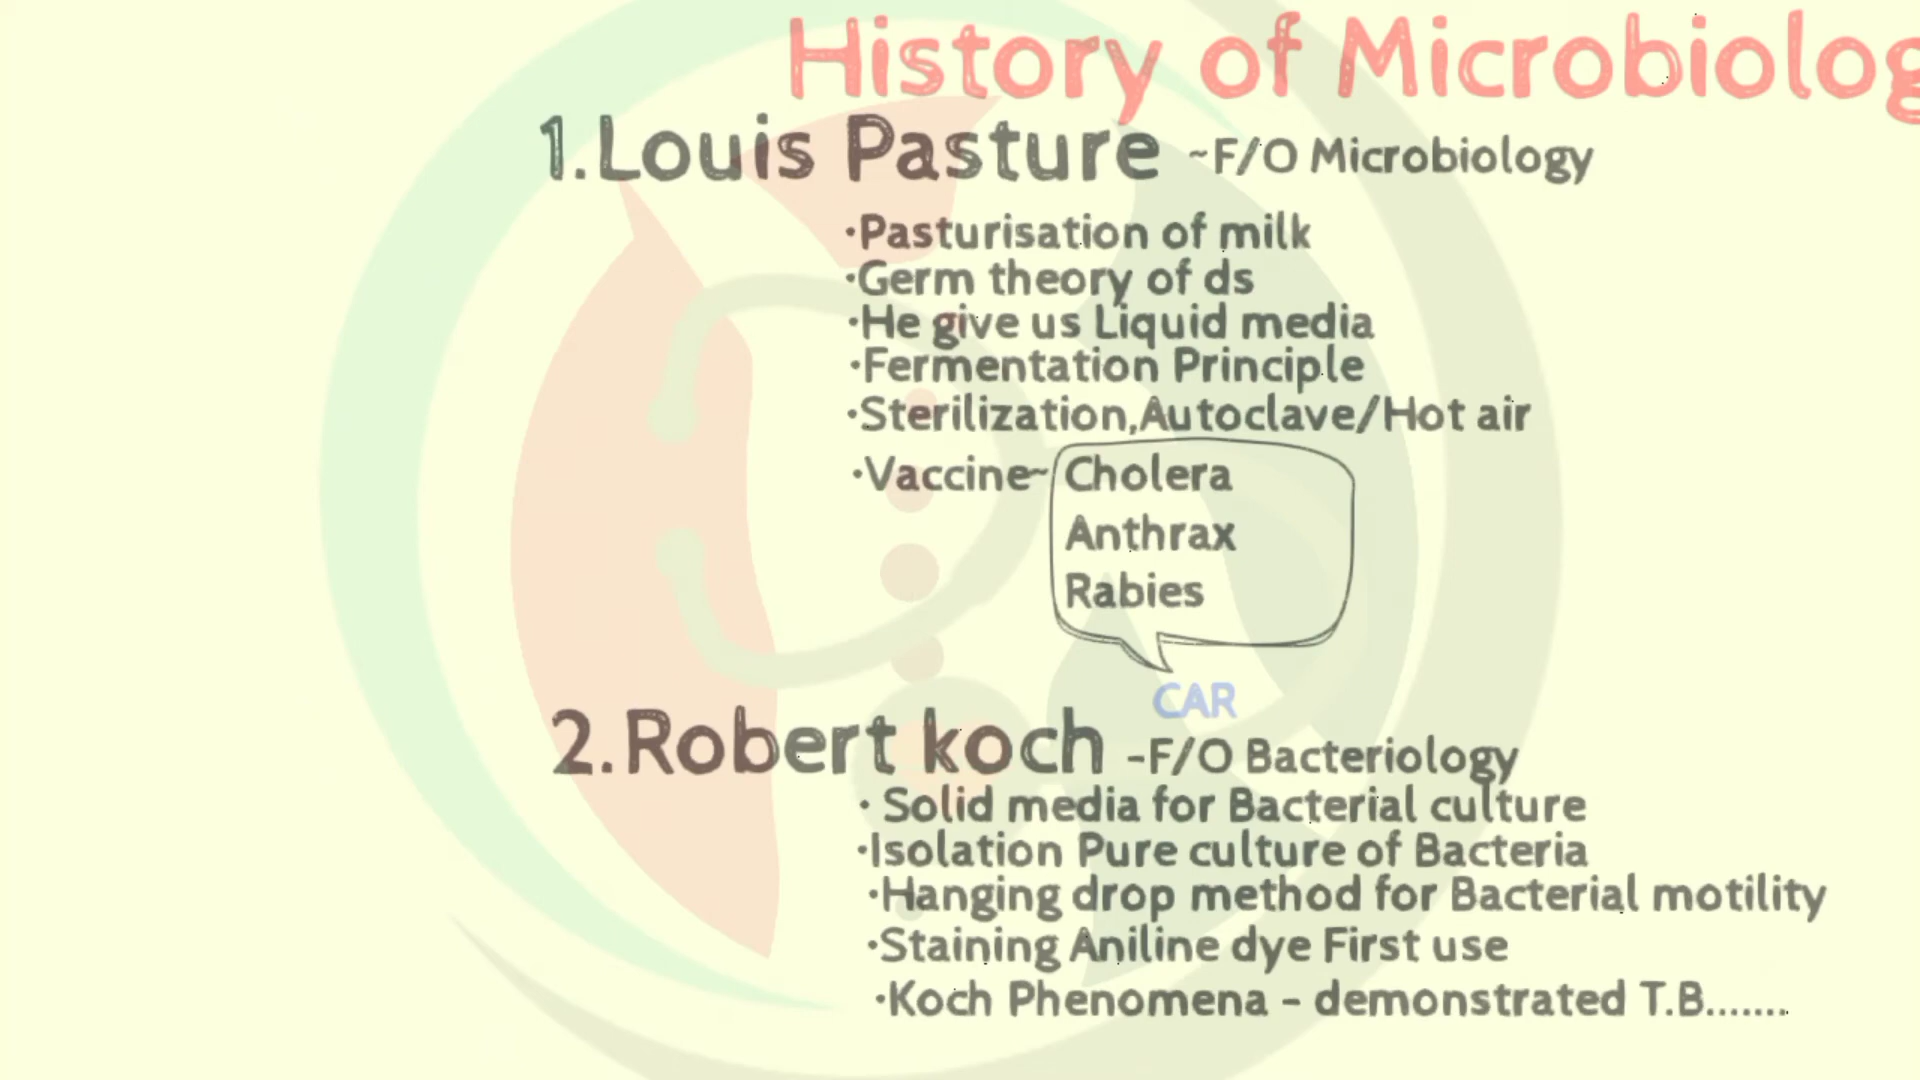 History of Microbiolog
1.Louis Pasture ~F/O Microbiology
·Pasturisation of milk
·Germ theory of ds
·He give us Liquid media
·Fermentation Principle
·Sterilization,Autoclave/Hot air
·Vaccine~ Cholera
Anthrax
Rabies
CAR
2.Robert koch -F/O Bacteriology
· Solid media for Bacterial culture
·Isolation Pure culture of Bacteria
·Hanging drop method for Bacterial motility
·Staining Aniline dye First use
·Koch Phenomena - demonstrated T.B.......